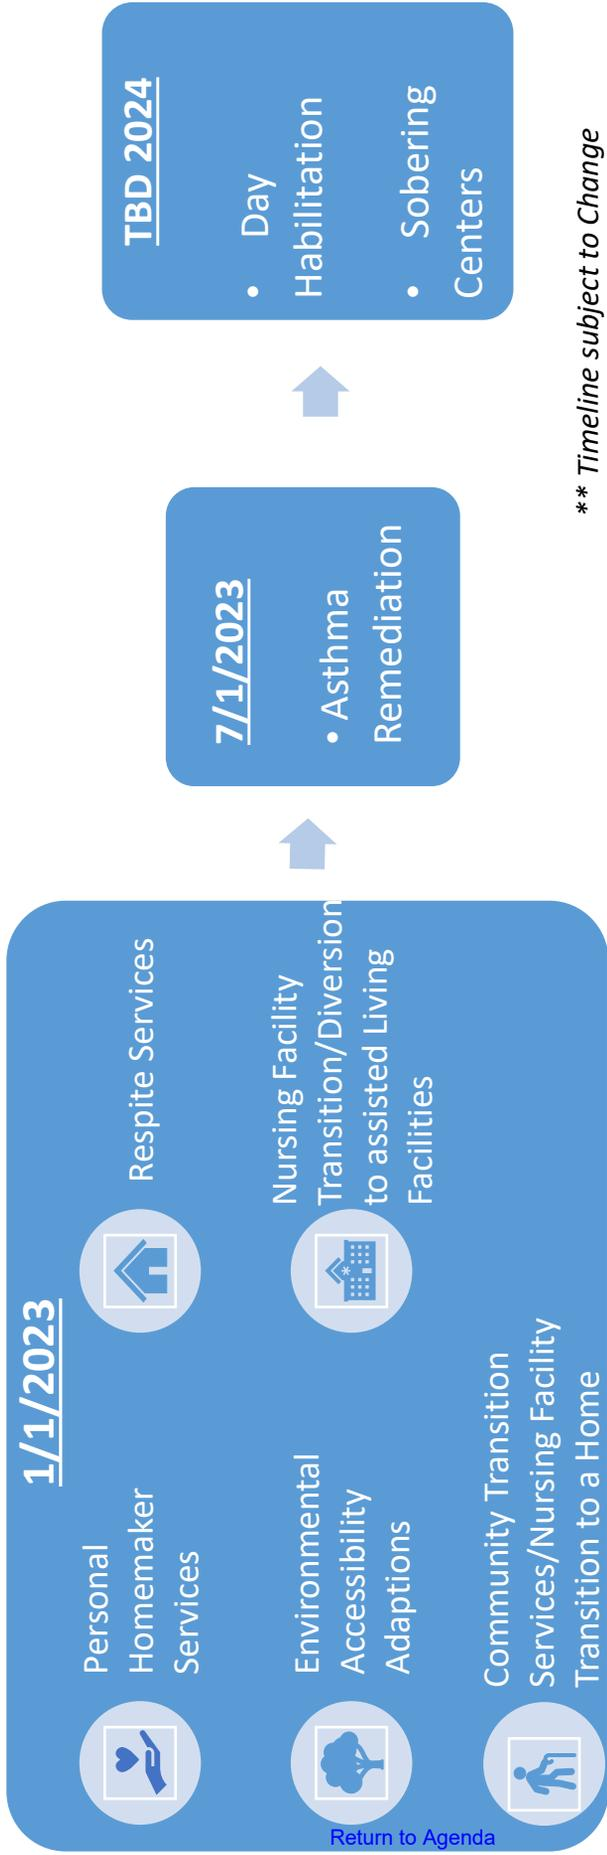 1/1/2023
Personal
Homemaker
Services
Respite Services
Environmental
Accessibility
Adaptions
Nursing Facility
Transition/Diversion
to assisted Living
Facilities
Community Transition
Services/Nursing Facility
Transition to a Home
7/1/2023
• Asthma
Remediation
TBD 2024
• Day
Habilitation
• Sobering
Centers
** Timeline subject to Change
Return to Agenda